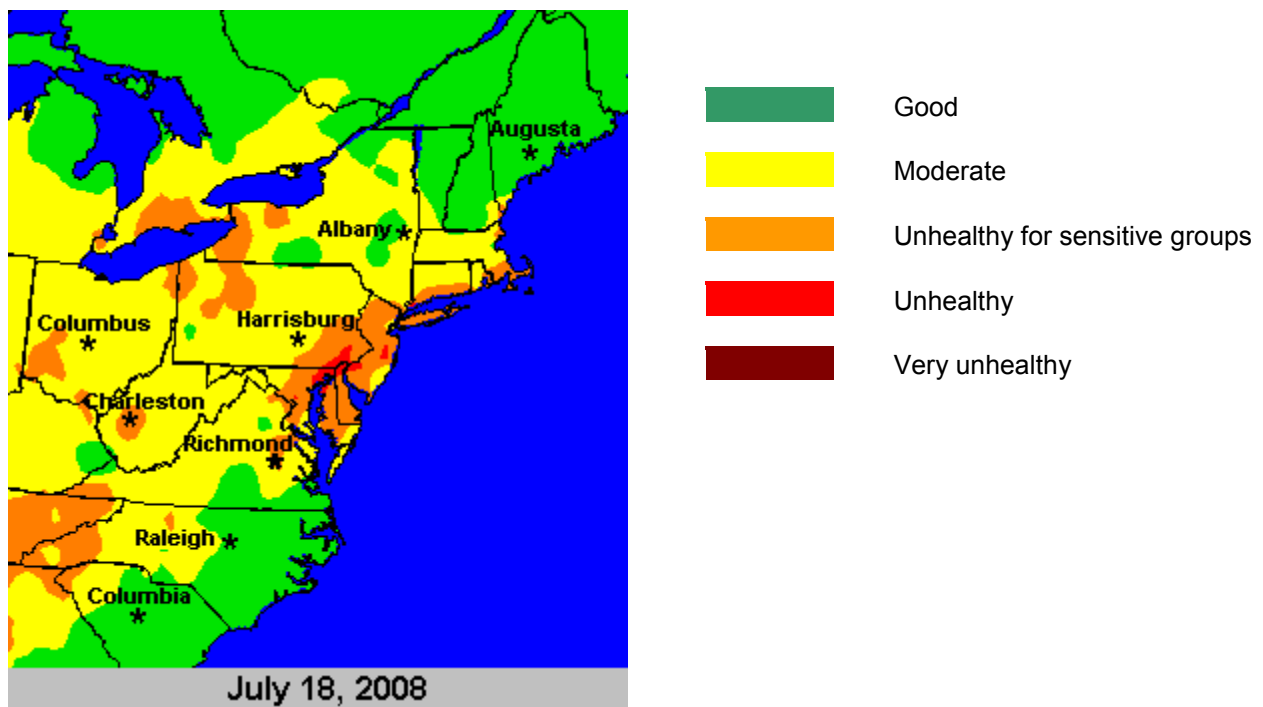 Augusta
Albany
Columbus
Harrisburg
Charleston
Richmond
Raleigh
Columbia
July 18, 2008
Good
Moderate
Unhealthy for sensitive groups
Unhealthy
Very unhealthy